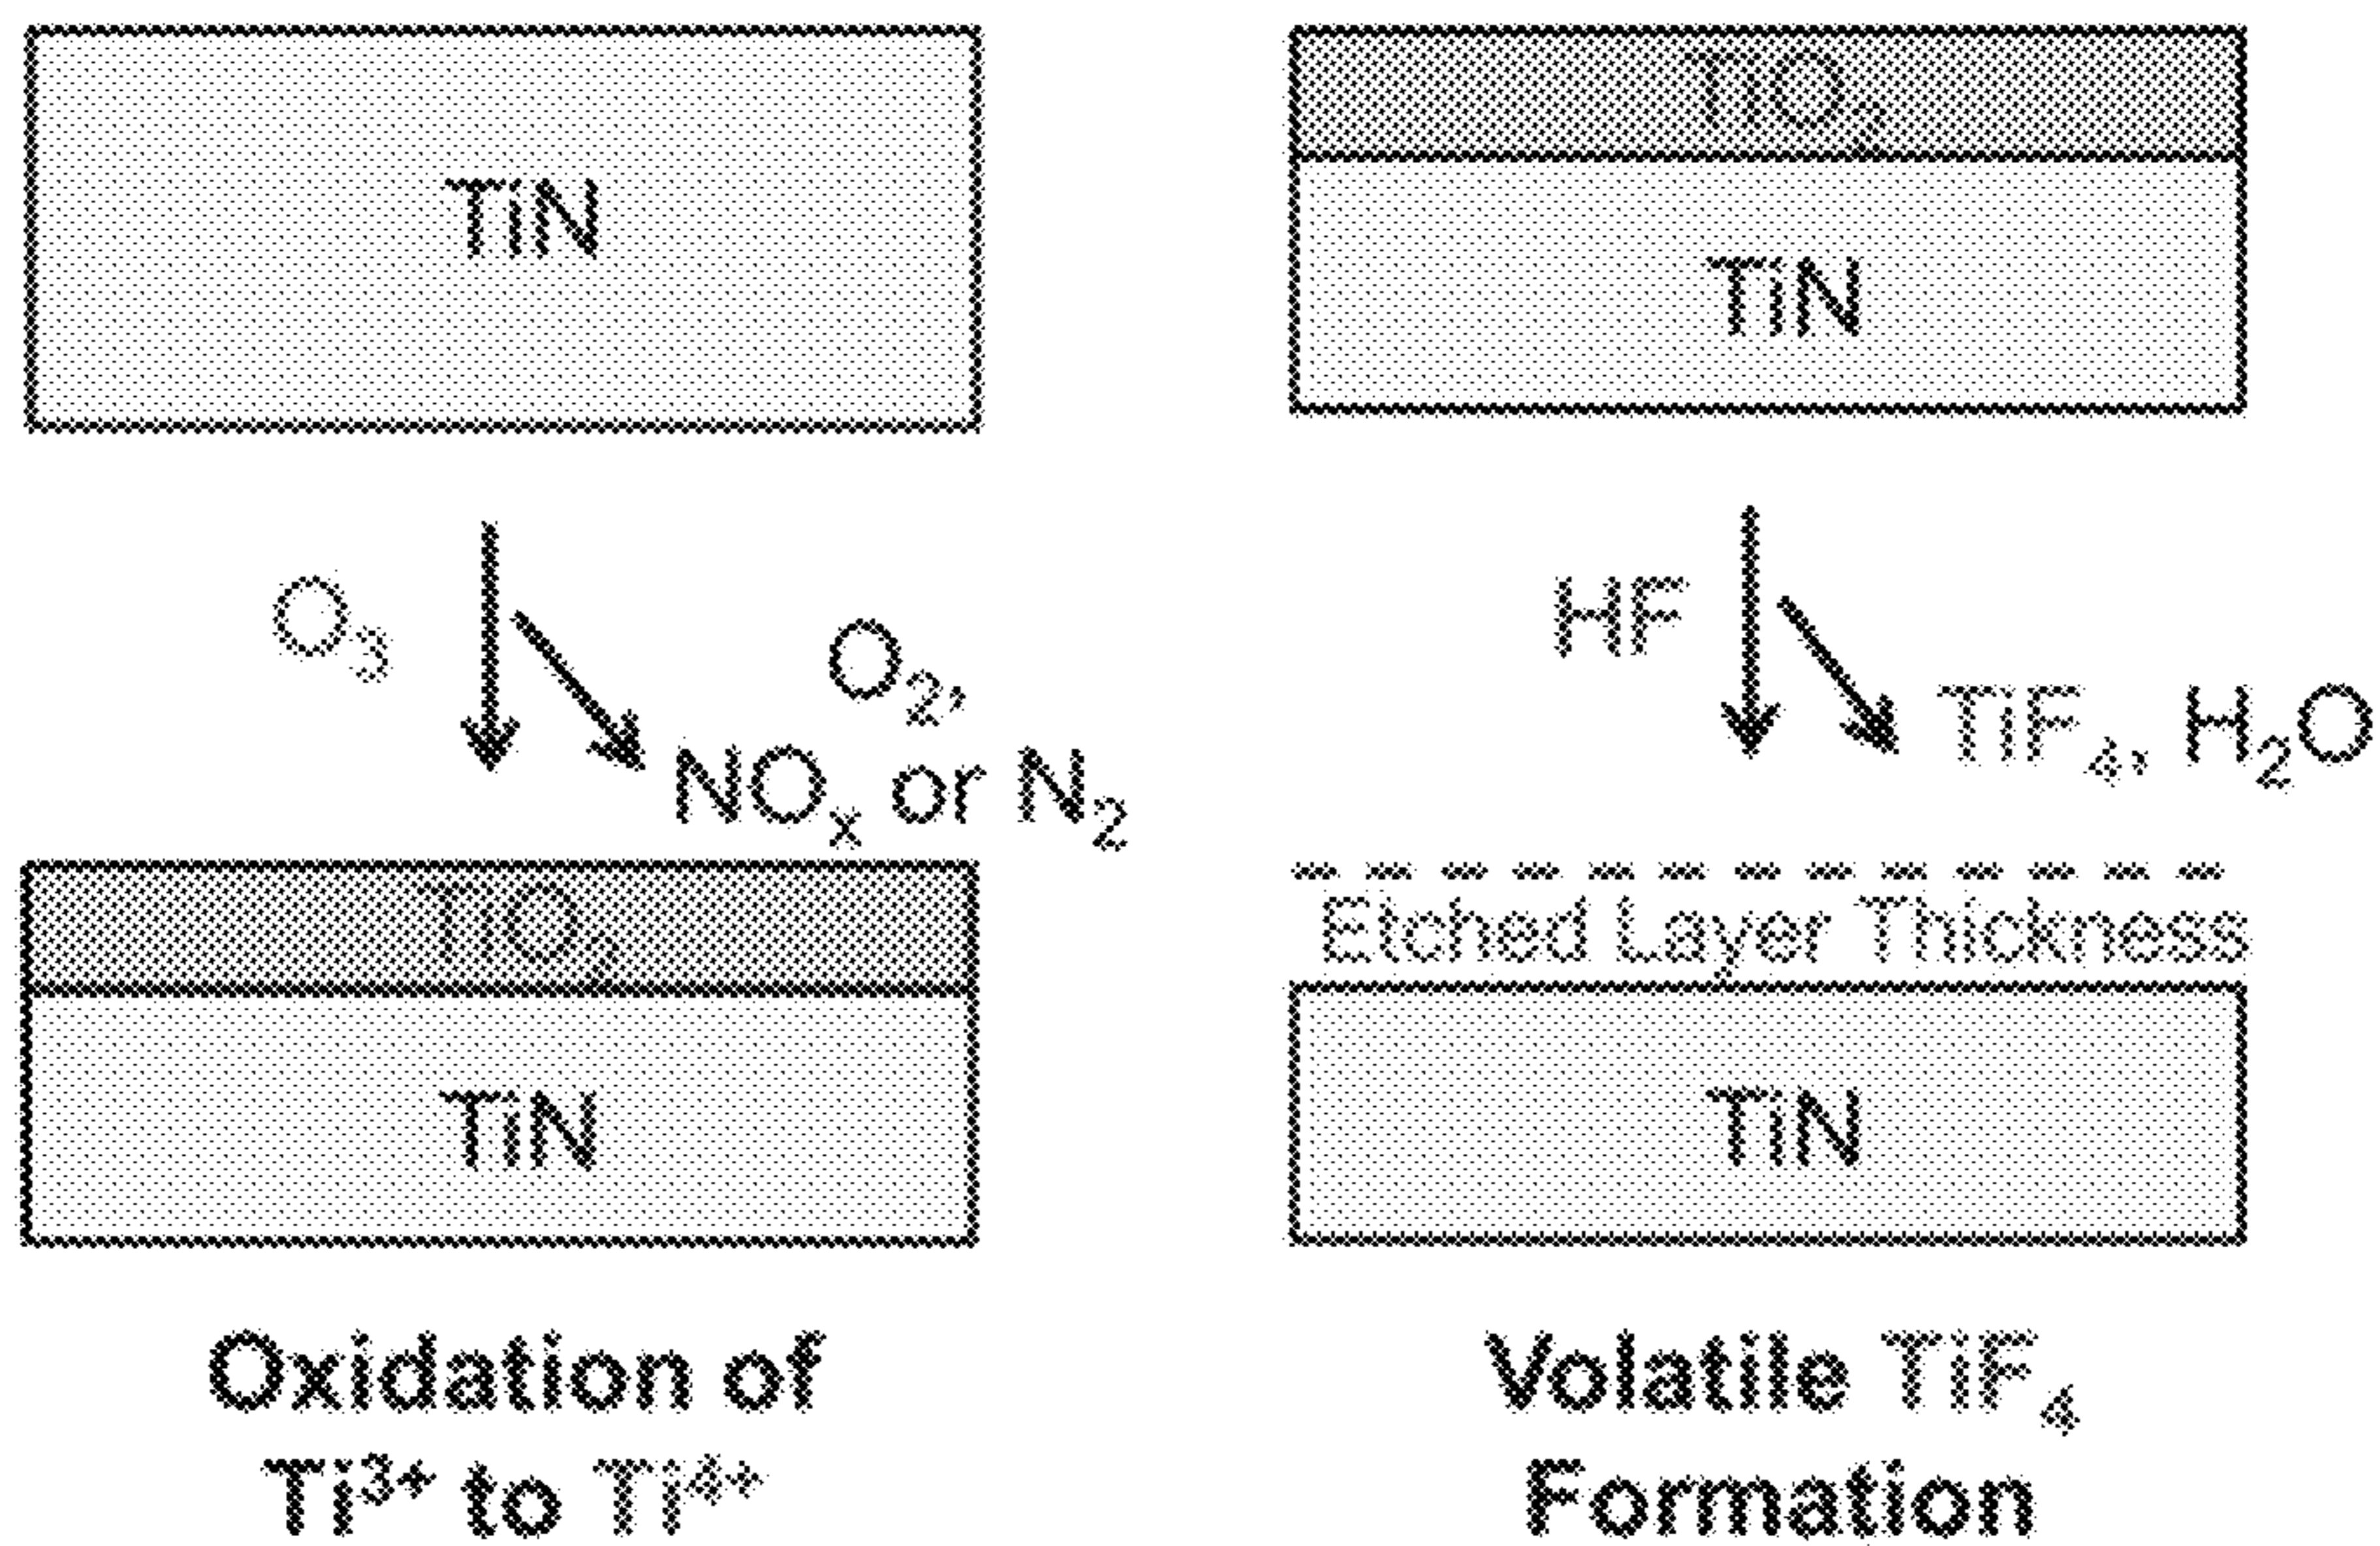 TiN
O₃
O₂,
NOₓ or N₂
TiO₂
TiN
Oxidation of
Ti³⁺ to Ti⁴⁺
TiO₂
TiN
HF
TiF₄, H₂O
Etched Layer Thickness
TiN
Volatile TiF₄
Formation